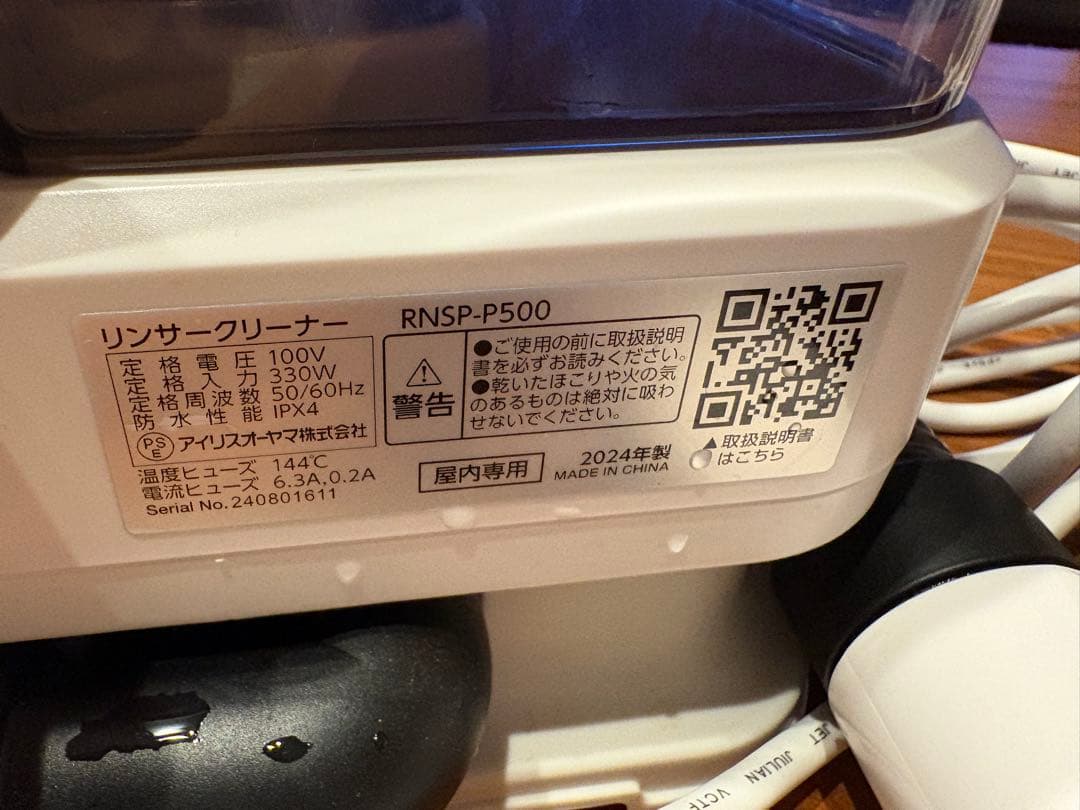 リンサークリーナー RNSP-P500
定格電圧 100V
定格入力 330W
定格周波数 50/60Hz
防水性能 IPX4
PSE アイリスオーヤマ株式会社
温度ヒューズ 144℃
電流ヒューズ 6.3A,0.2A
Serial No. 240801611
警告
●ご使用の前に取扱説明
書を必ずお読みください。
●乾いたほこりや火の気
のあるものは絶対に吸わ
せないでください。
屋内専用
2024年製
MADE IN CHINA
▲取扱説明書
はこちら
JET JIULIAN VCTF